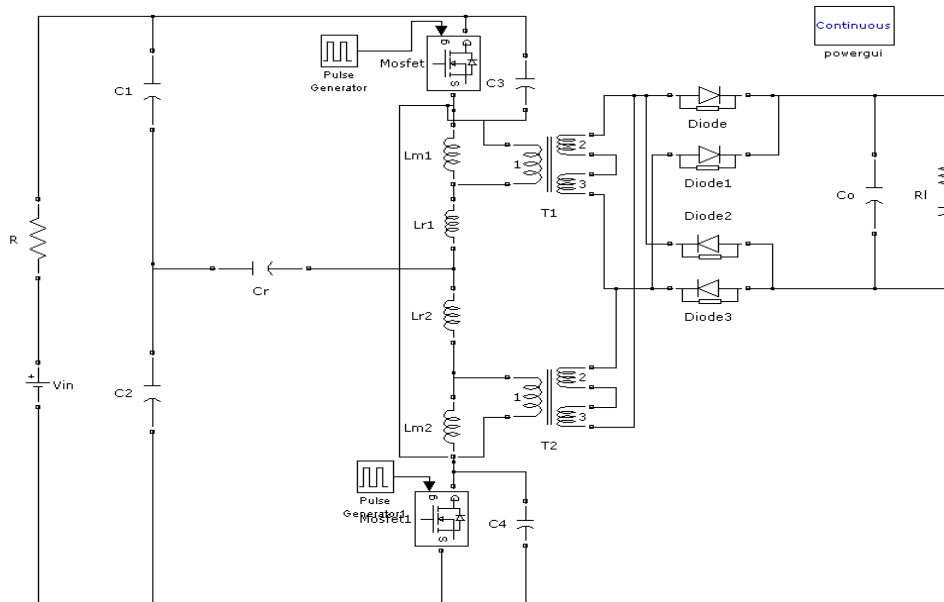 Continuous
powergui
g
D
S
Mosfet
Pulse
Generator
C3
C1
Lm1
1
2
3
T1
Diode
Diode1
Diode2
Diode3
Co
Rl
Lr1
R
Cr
Lr2
+
Vin
C2
1
2
3
T2
Lm2
Pulse
Generator1
Mosfet1
g
D
S
C4